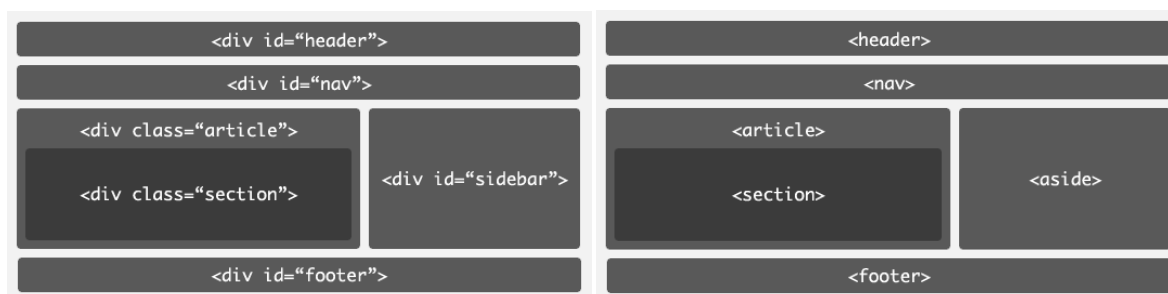 <div id=“header”>
<div id=“nav”>
<div class=“article”>
<div class=“section”>
<div id=“sidebar”>
<div id=“footer”>
<header>
<nav>
<article>
<section>
<aside>
<footer>